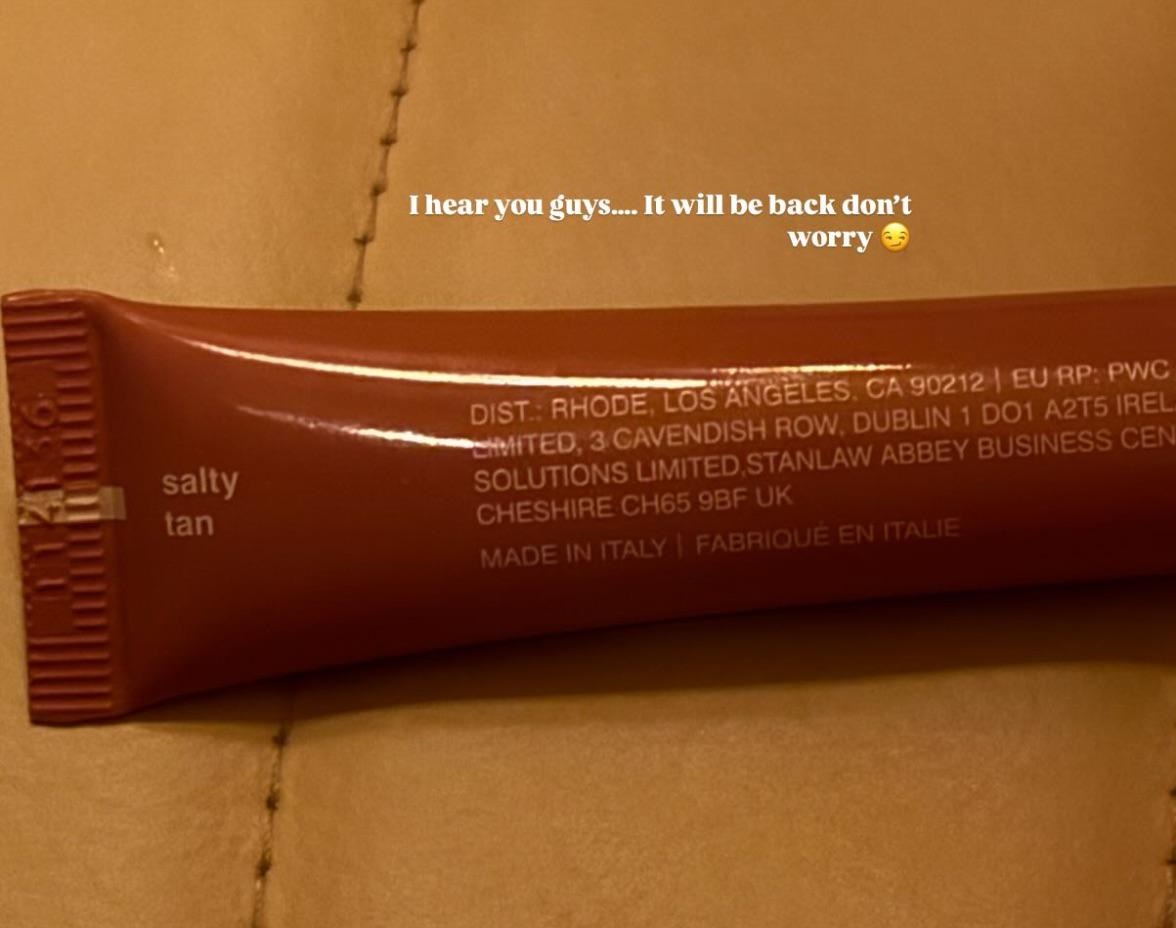 I hear you guys.... It will be back don't
worry 😏
DIST.: RHODE, LOS ANGELES, CA 90212 | EU RP: PWC
LIMITED, 3 CAVENDISH ROW, DUBLIN 1 DO1 A2T5 IREL
SOLUTIONS LIMITED,STANLAW ABBEY BUSINESS CEN
CHESHIRE CH65 9BF UK
MADE IN ITALY | FABRIQUÉ EN ITALIE
salty
tan